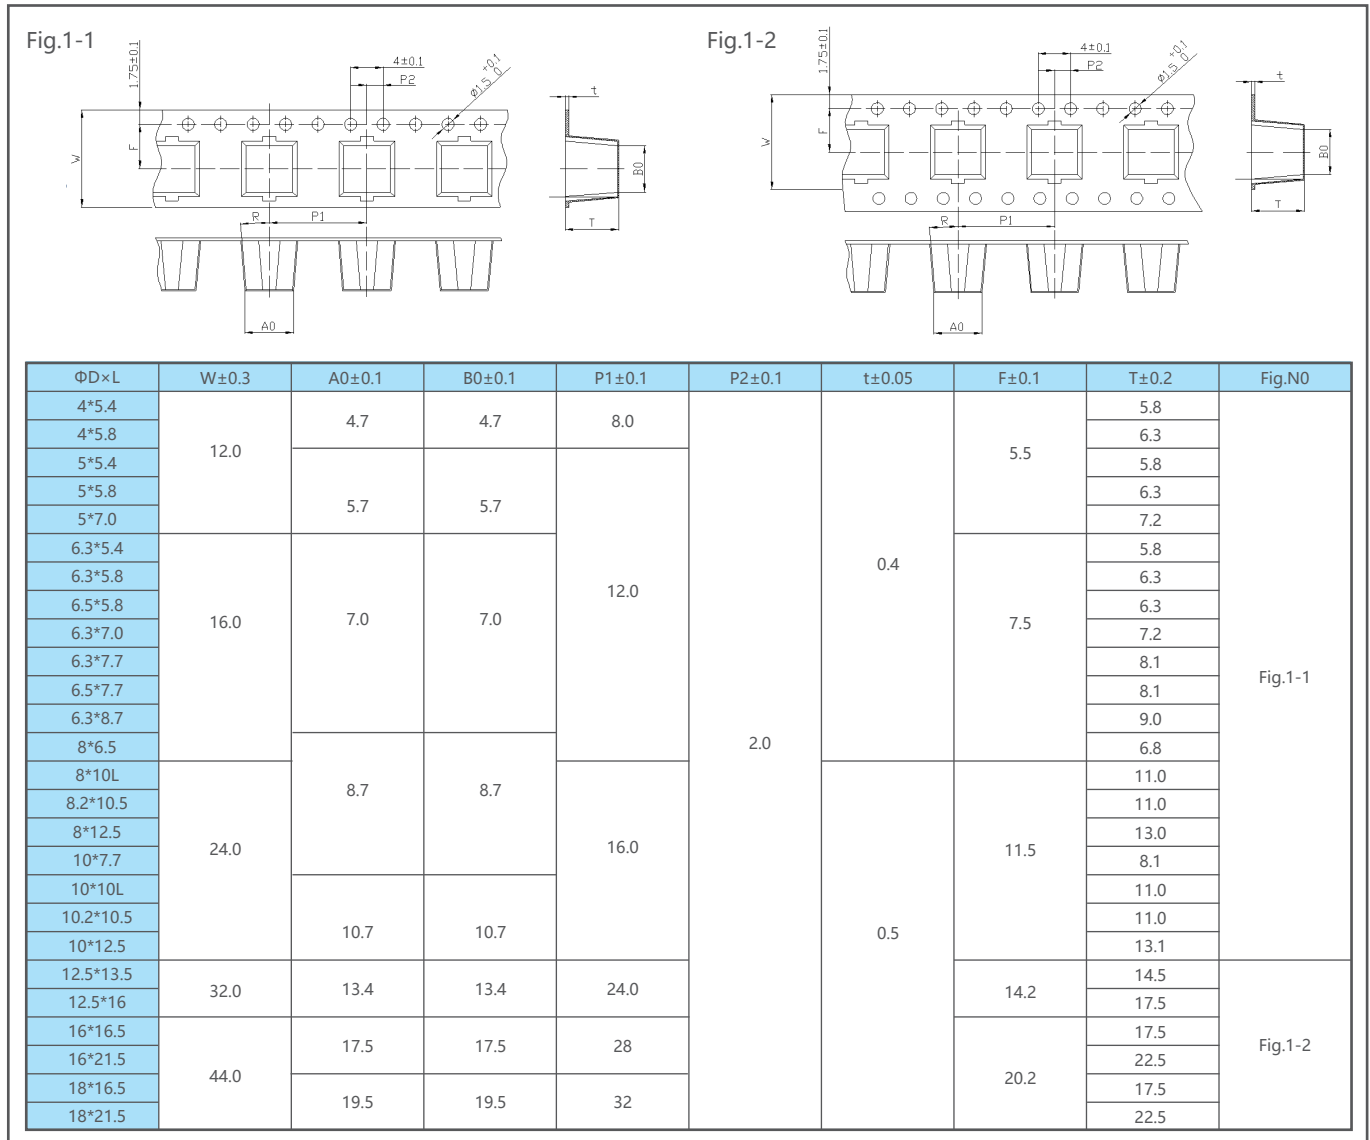 Fig.1-1
1.75±0.1
4±0.1
P2
ø1.5 +0.1 0
t
W
F
B0
R
P1
T
A0
Fig.1-2
1.75±0.1
4±0.1
P2
ø1.5 +0.1 0
t
W
F
B0
R
P1
T
A0
ΦD×L W±0.3 A0±0.1 B0±0.1 P1±0.1 P2±0.1 t±0.05 F±0.1 T±0.2 Fig.N0
4*5.4 12.0 4.7 4.7 8.0 2.0 0.4 5.5 5.8 Fig.1-1
4*5.8 6.3
5*5.4 5.7 5.7 12.0 5.8
5*5.8 6.3
5*7.0 7.2
6.3*5.4 16.0 7.0 7.0 7.5 5.8
6.3*5.8 6.3
6.5*5.8 6.3
6.3*7.0 7.2
6.3*7.7 8.1
6.5*7.7 8.1
6.3*8.7 9.0
8*6.5 8.7 8.7 6.8
8*10L 24.0 16.0 0.5 11.5 11.0
8.2*10.5 11.0
8*12.5 13.0
10*7.7 8.1
10*10L 10.7 10.7 11.0
10.2*10.5 11.0
10*12.5 13.1
12.5*13.5 32.0 13.4 13.4 24.0 14.2 14.5 Fig.1-2
12.5*16 17.5
16*16.5 44.0 17.5 17.5 28 20.2 17.5
16*21.5 22.5
18*16.5 19.5 19.5 32 17.5
18*21.5 22.5